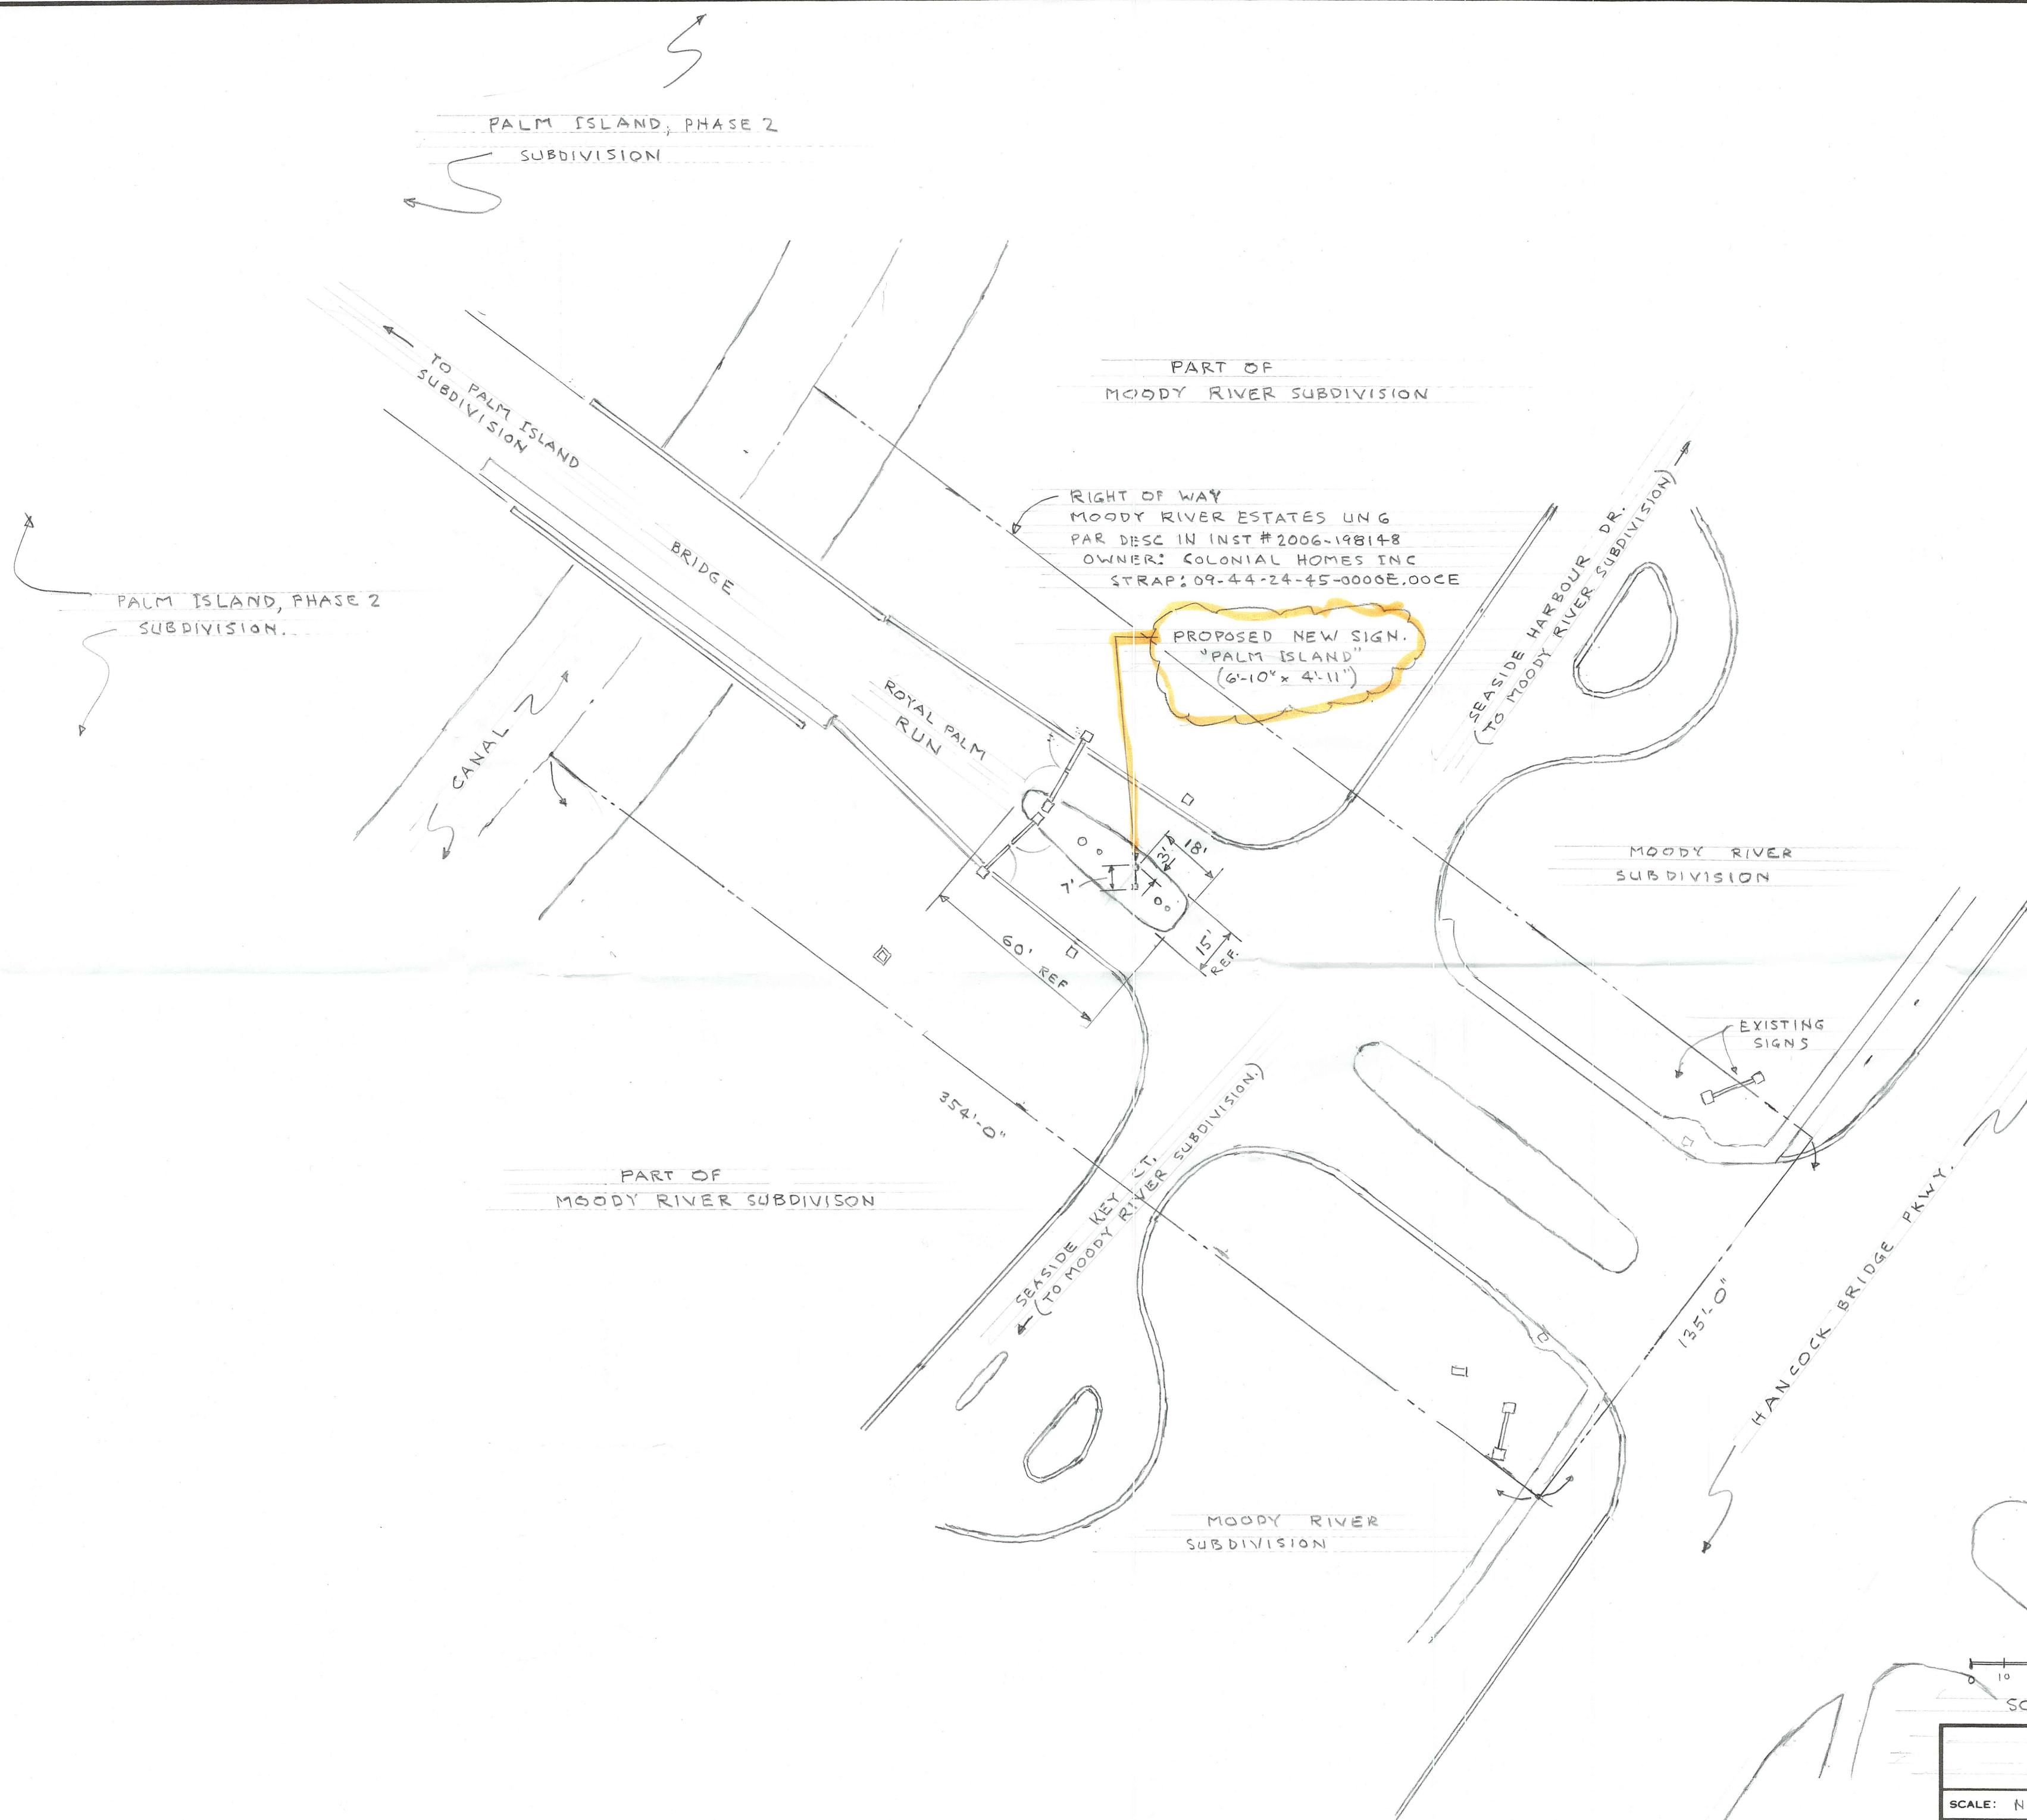 PALM ISLAND, PHASE 2
SUBDIVISION
TO PALM ISLAND
SUBDIVISION
PART OF
MOODY RIVER SUBDIVISION
RIGHT OF WAY
MOODY RIVER ESTATES UN 6
PAR DESC IN INST # 2006-198148
OWNER: COLONIAL HOMES INC
STRAP: 09-44-24-45-0000E.00CE
BRIDGE
PALM ISLAND, PHASE 2
SUBDIVISION.
PROPOSED NEW SIGN.
"PALM ISLAND"
(6'-10" x 4'-11")
SEASIDE HARBOUR DR.
(TO MOODY RIVER SUBDIVISION)
ROYAL PALM
RUN
CANAL
3'
18'
7'
MOODY RIVER
SUBDIVISION
60' REF
15'
REF.
EXISTING
SIGNS
354'-0"
PART OF
MOODY RIVER SUBDIVISON
SEASIDE KEY CT.
(TO MOODY RIVER SUBDIVISION.)
135'-0"
HANCOCK BRIDGE PKWY.
MOODY RIVER
SUBDIVISION
0 10
SC
SCALE: N